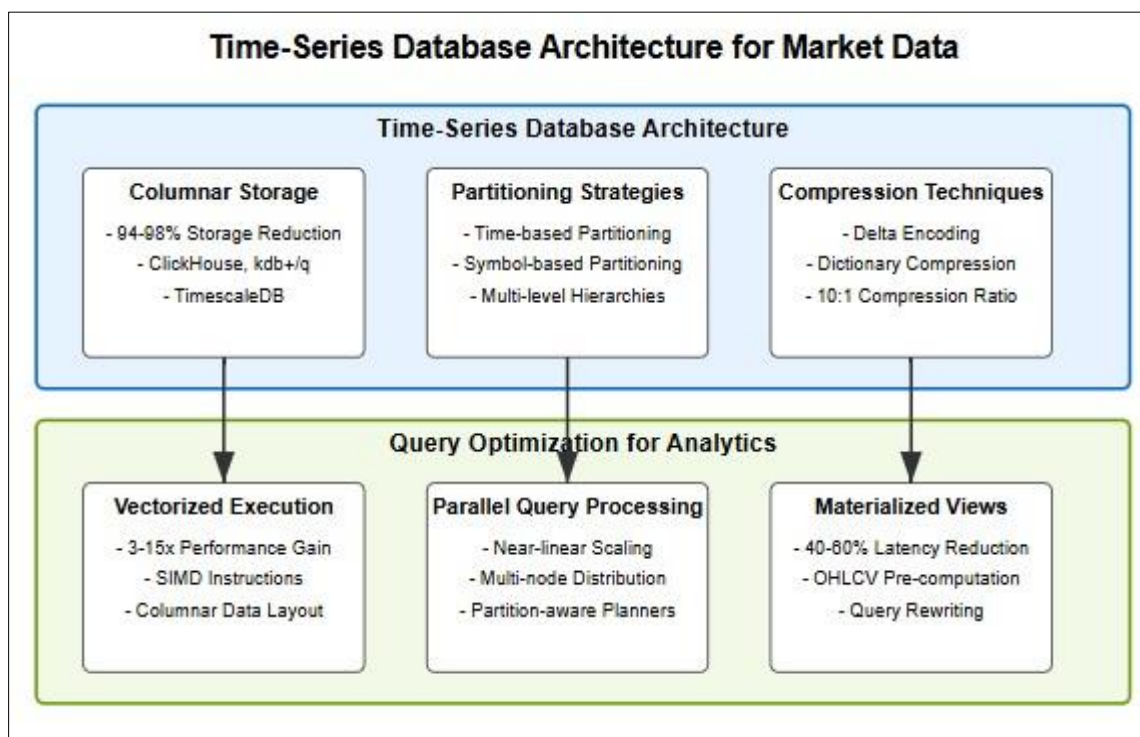 Time-Series Database Architecture for Market Data
Time-Series Database Architecture
Columnar Storage
- 94-98% Storage Reduction
- ClickHouse, kdb+/q
- TimescaleDB
Partitioning Strategies
- Time-based Partitioning
- Symbol-based Partitioning
- Multi-level Hierarchies
Compression Techniques
- Delta Encoding
- Dictionary Compression
- 10:1 Compression Ratio
Query Optimization for Analytics
Vectorized Execution
- 3-15x Performance Gain
- SIMD Instructions
- Columnar Data Layout
Parallel Query Processing
- Near-linear Scaling
- Multi-node Distribution
- Partition-aware Planners
Materialized Views
- 40-60% Latency Reduction
- OHLCV Pre-computation
- Query Rewriting